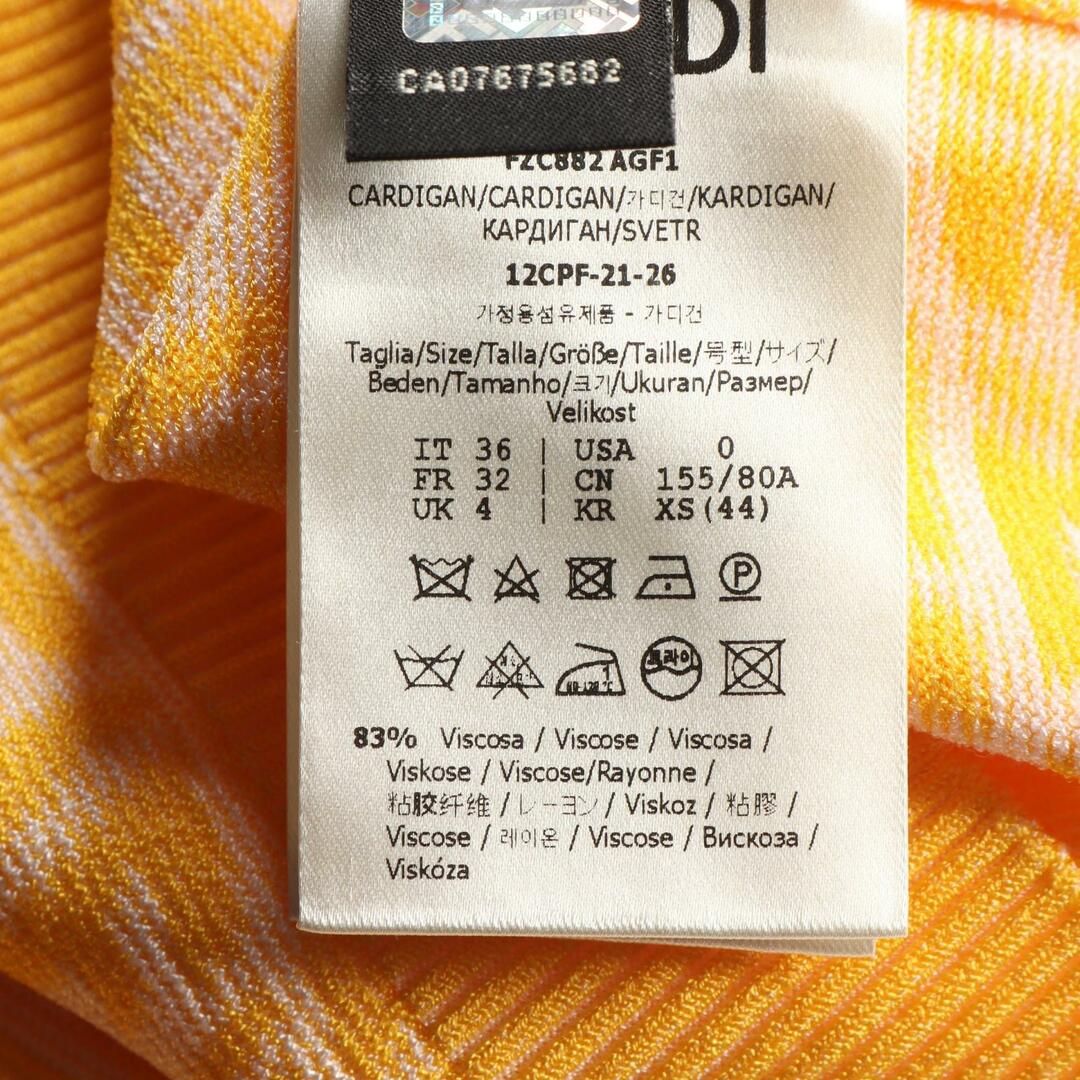 CA07675682
DI
FZC882 AGF1
CARDIGAN/CARDIGAN/가디건/KARDIGAN/
КАРДИГАН/SVETR
12CPF-21-26
가정용섬유제품 - 가디건
Taglia/Size/Talla/Größe/Taille/号型/サイズ/
Beden/Tamanho/크기/Ukuran/Размер/
Velikost
IT 36 | USA 0
FR 32 | CN 155/80A
UK 4 | KR XS(44)
P
드라이
83% Viscosa / Viscose / Viscosa /
Viskose / Viscose/Rayonne /
粘胶纤维 / レーヨン / Viskoz / 粘膠 /
Viscose / 레이온 / Viscose / Вискоза /
Viskóza